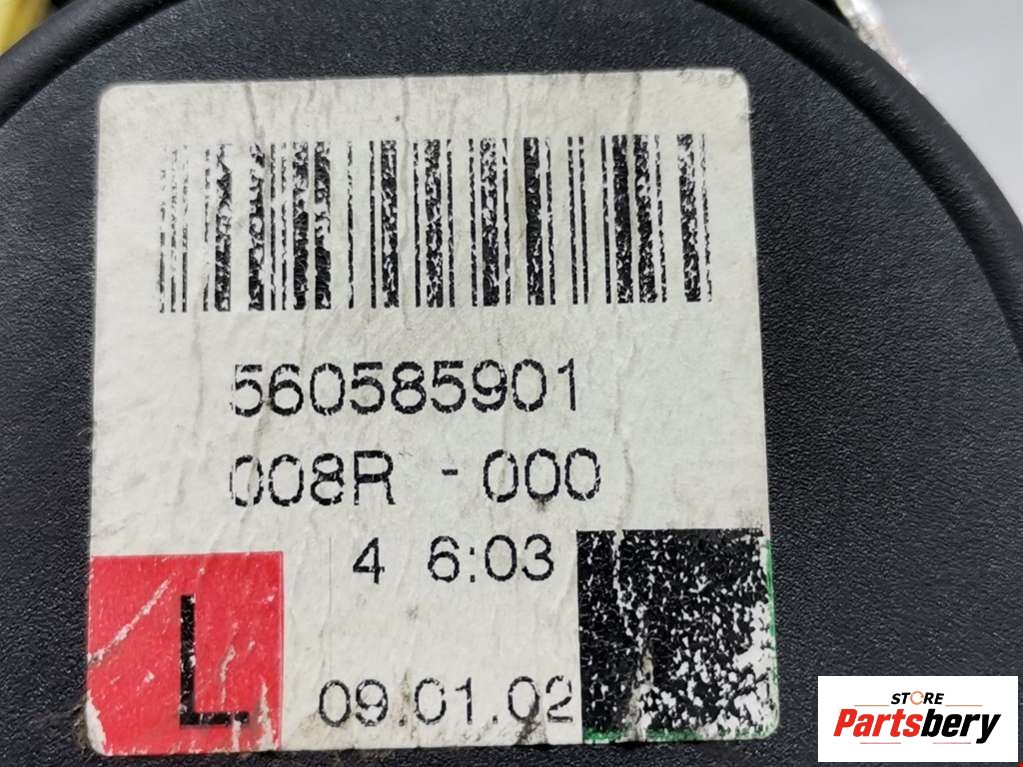 560585901
008R - 000
4 6:03
L
09.01.02
STORE
Partsbery